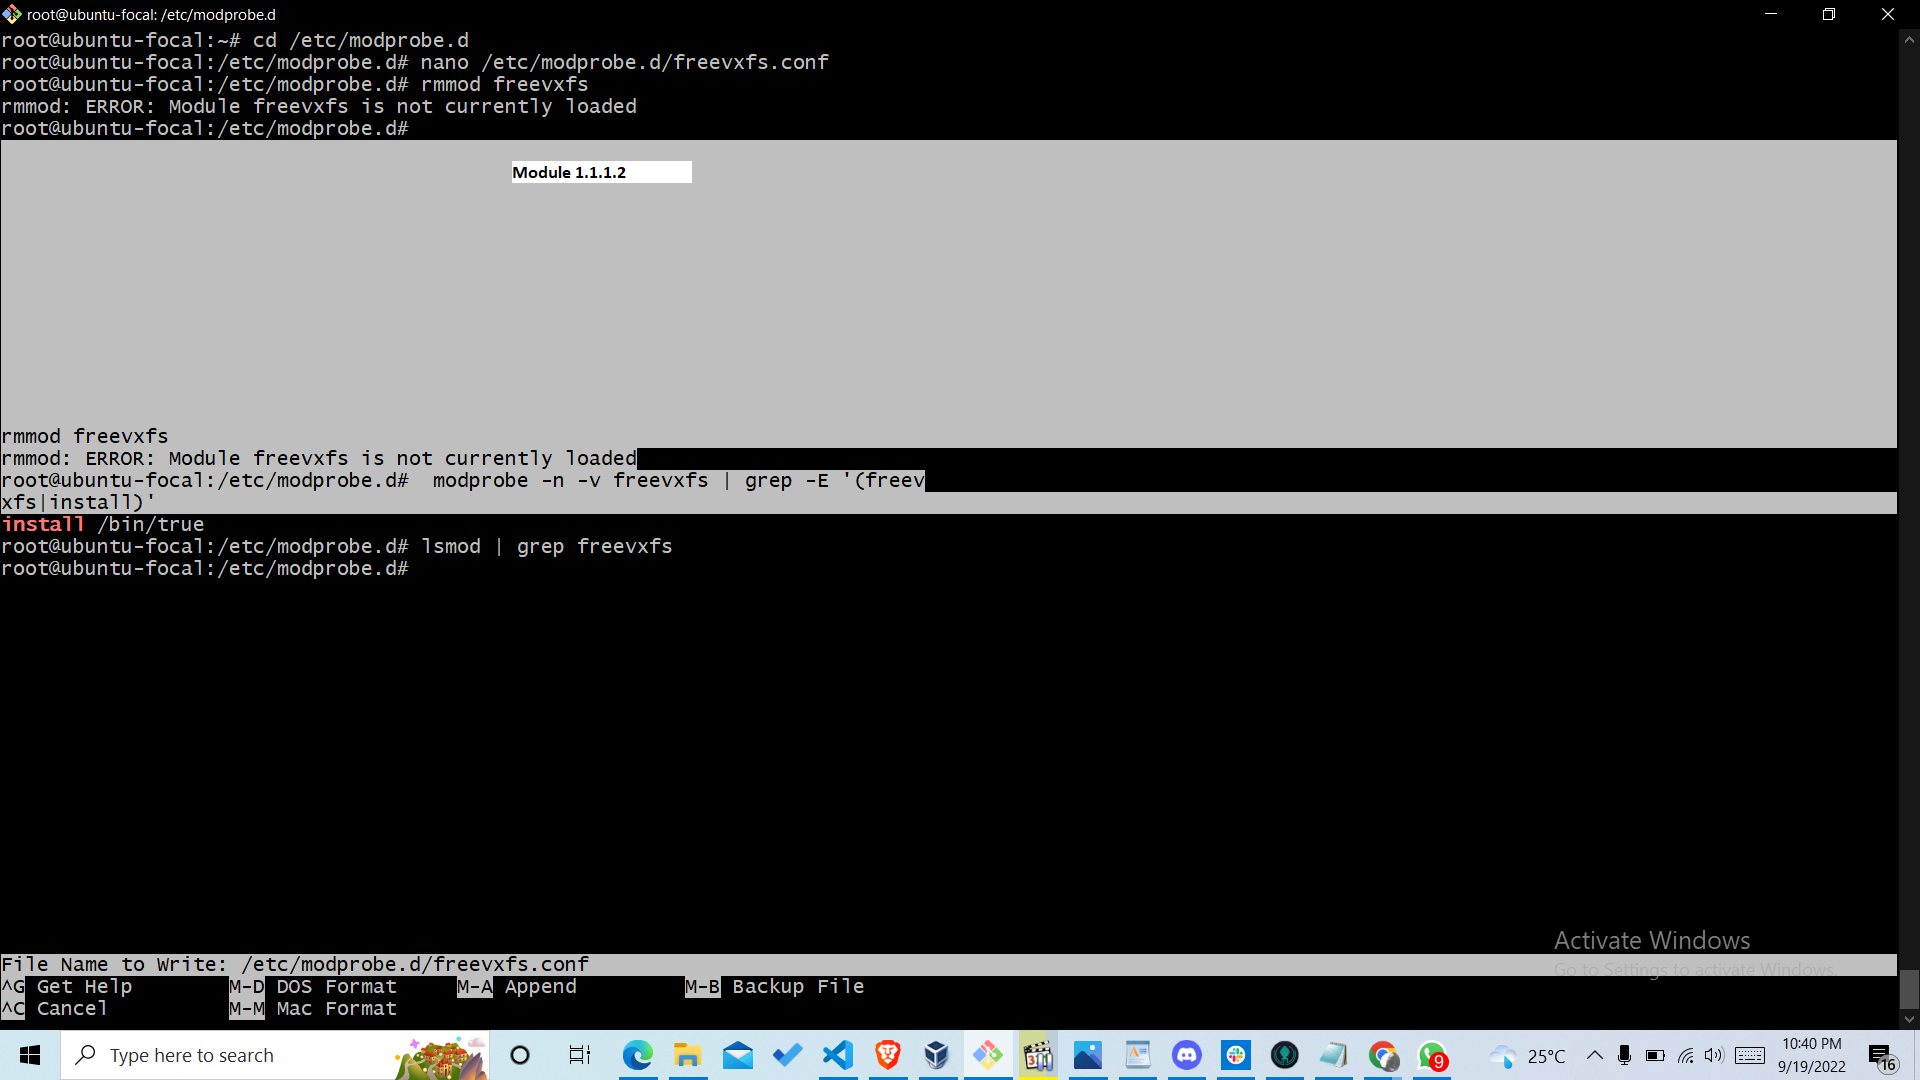 root@ubuntu-focal: /etc/modprobe.d
root@ubuntu-focal:~# cd /etc/modprobe.d
root@ubuntu-focal:/etc/modprobe.d# nano /etc/modprobe.d/freevxfs.conf
root@ubuntu-focal:/etc/modprobe.d# rmmod freevxfs
rmmod: ERROR: Module freevxfs is not currently loaded
root@ubuntu-focal:/etc/modprobe.d#
Module 1.1.1.2
rmmod freevxfs
rmmod: ERROR: Module freevxfs is not currently loaded
root@ubuntu-focal:/etc/modprobe.d#  modprobe -n -v freevxfs | grep -E '(freev
xfs|install)'
install /bin/true
root@ubuntu-focal:/etc/modprobe.d# lsmod | grep freevxfs
root@ubuntu-focal:/etc/modprobe.d#
Activate Windows
File Name to Write: /etc/modprobe.d/freevxfs.conf
Go to Settings to activate Windows.
^G Get Help M-D DOS Format M-A Append M-B Backup File
^C Cancel M-M Mac Format
Type here to search
311
9
25°C
10:40 PM
9/19/2022
16